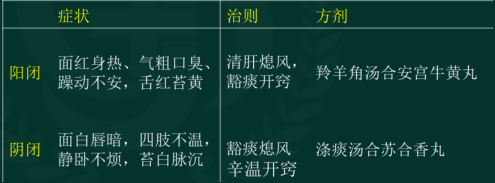 症状 治则 方剂
阳闭 面红身热、气粗口臭、 清肝熄风, 羚羊角汤合安宫牛黄丸
躁动不安,舌红苔黄 豁痰开窍
阴闭 面白唇暗,四肢不温, 豁痰熄风 涤痰汤合苏合香丸
静卧不烦,苔白脉沉 辛温开窍